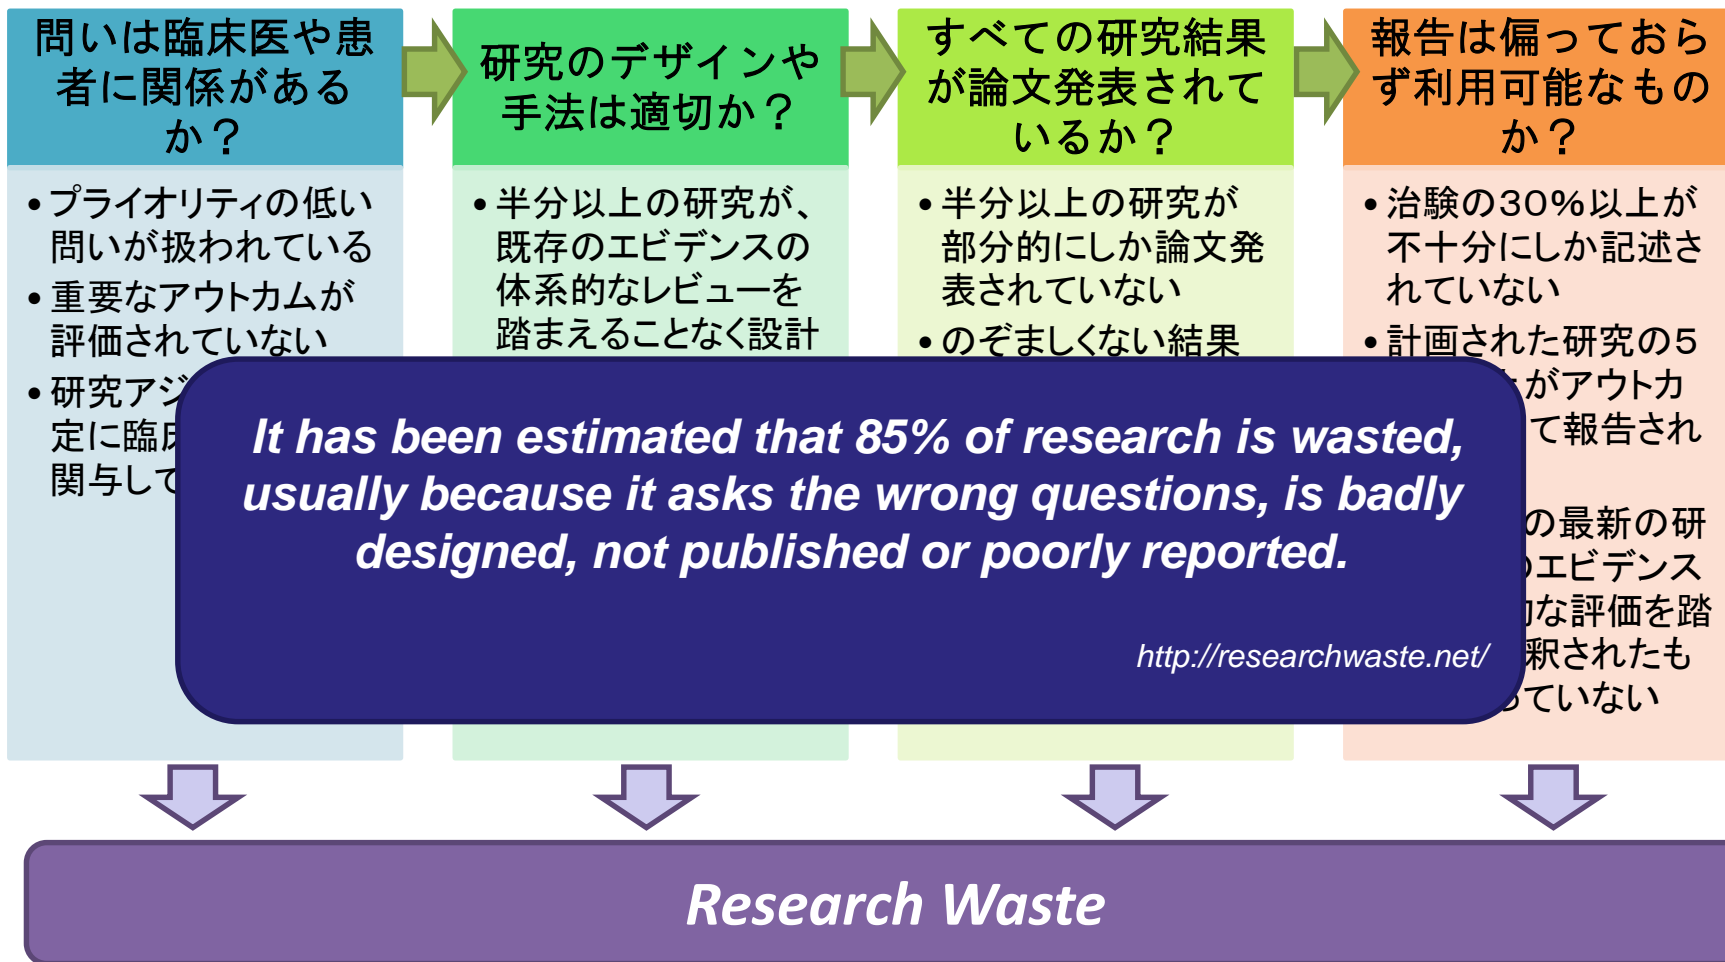 問いは臨床医や患
者に関係がある
か？
研究のデザインや
手法は適切か？
すべての研究結果
が論文発表されて
いるか？
報告は偏っておら
ず利用可能なもの
か？
•プライオリティの低い
問いが扱われている
•重要なアウトカムが
評価されていない
•研究アジ
定に臨床
関与して
•半分以上の研究が、
既存のエビデンスの
体系的なレビューを
踏まえることなく設計
•半分以上の研究が
部分的にしか論文発
表されていない
•のぞましくない結果
•治験の30%以上が
不十分にしか記述さ
れていない
•計画された研究の5
がアウトカ
て報告され
の最新の研
エビデンス
な評価を踏
釈されたも
っていない
It has been estimated that 85% of research is wasted,
usually because it asks the wrong questions, is badly
designed, not published or poorly reported.
http://researchwaste.net/
Research Waste